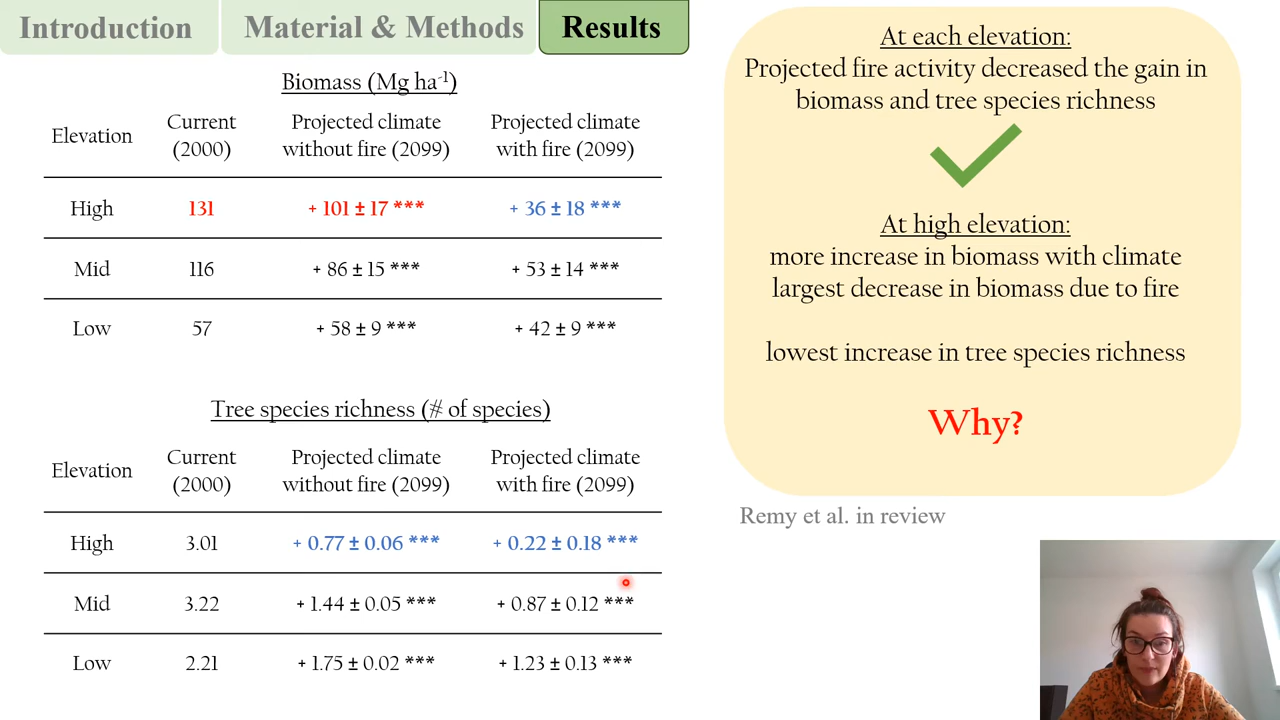 Introduction
Material & Methods
Results
Biomass (Mg ha⁻¹)
Elevation
Current
(2000)
Projected climate
without fire (2099)
Projected climate
with fire (2099)
High 131 + 101 ± 17 *** + 36 ± 18 ***
Mid 116 + 86 ± 15 *** + 53 ± 14 ***
Low 57 + 58 ± 9 *** + 42 ± 9 ***
Tree species richness (# of species)
Elevation
Current
(2000)
Projected climate
without fire (2099)
Projected climate
with fire (2099)
High 3.01 + 0.77 ± 0.06 *** + 0.22 ± 0.18 ***
Mid 3.22 + 1.44 ± 0.05 *** + 0.87 ± 0.12 ***
Low 2.21 + 1.75 ± 0.02 *** + 1.23 ± 0.13 ***
At each elevation:
Projected fire activity decreased the gain in
biomass and tree species richness
At high elevation:
more increase in biomass with climate
largest decrease in biomass due to fire
lowest increase in tree species richness
Why?
Remy et al. in review